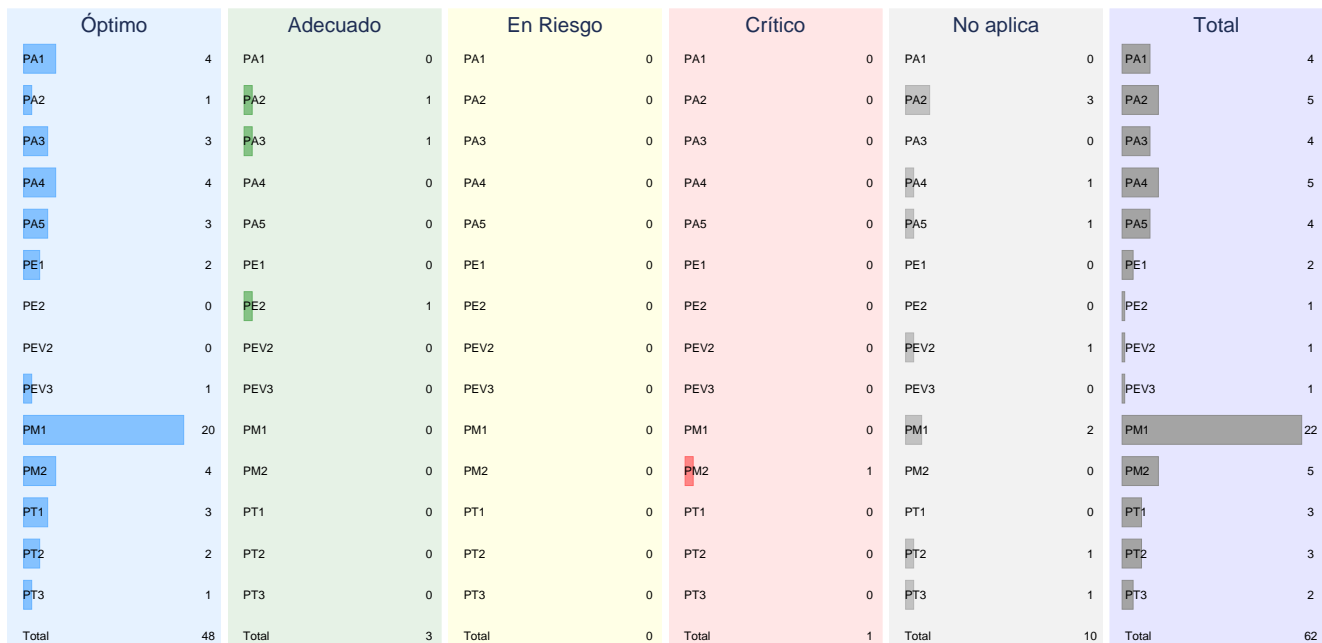 Óptimo Adecuado En Riesgo Crítico No aplica Total
PA1 4 PA1 0 PA1 0 PA1 0 PA1 0 PA1 4
PA2 1 PA2 1 PA2 0 PA2 0 PA2 3 PA2 5
PA3 3 PA3 1 PA3 0 PA3 0 PA3 0 PA3 4
PA4 4 PA4 0 PA4 0 PA4 0 PA4 1 PA4 5
PA5 3 PA5 0 PA5 0 PA5 0 PA5 1 PA5 4
PE1 2 PE1 0 PE1 0 PE1 0 PE1 0 PE1 2
PE2 0 PE2 1 PE2 0 PE2 0 PE2 0 PE2 1
PEV2 0 PEV2 0 PEV2 0 PEV2 0 PEV2 1 PEV2 1
PEV3 1 PEV3 0 PEV3 0 PEV3 0 PEV3 0 PEV3 1
PM1 20 PM1 0 PM1 0 PM1 0 PM1 2 PM1 22
PM2 4 PM2 0 PM2 0 PM2 1 PM2 0 PM2 5
PT1 3 PT1 0 PT1 0 PT1 0 PT1 0 PT1 3
PT2 2 PT2 0 PT2 0 PT2 0 PT2 1 PT2 3
PT3 1 PT3 0 PT3 0 PT3 0 PT3 1 PT3 2
Total 48 Total 3 Total 0 Total 1 Total 10 Total 62